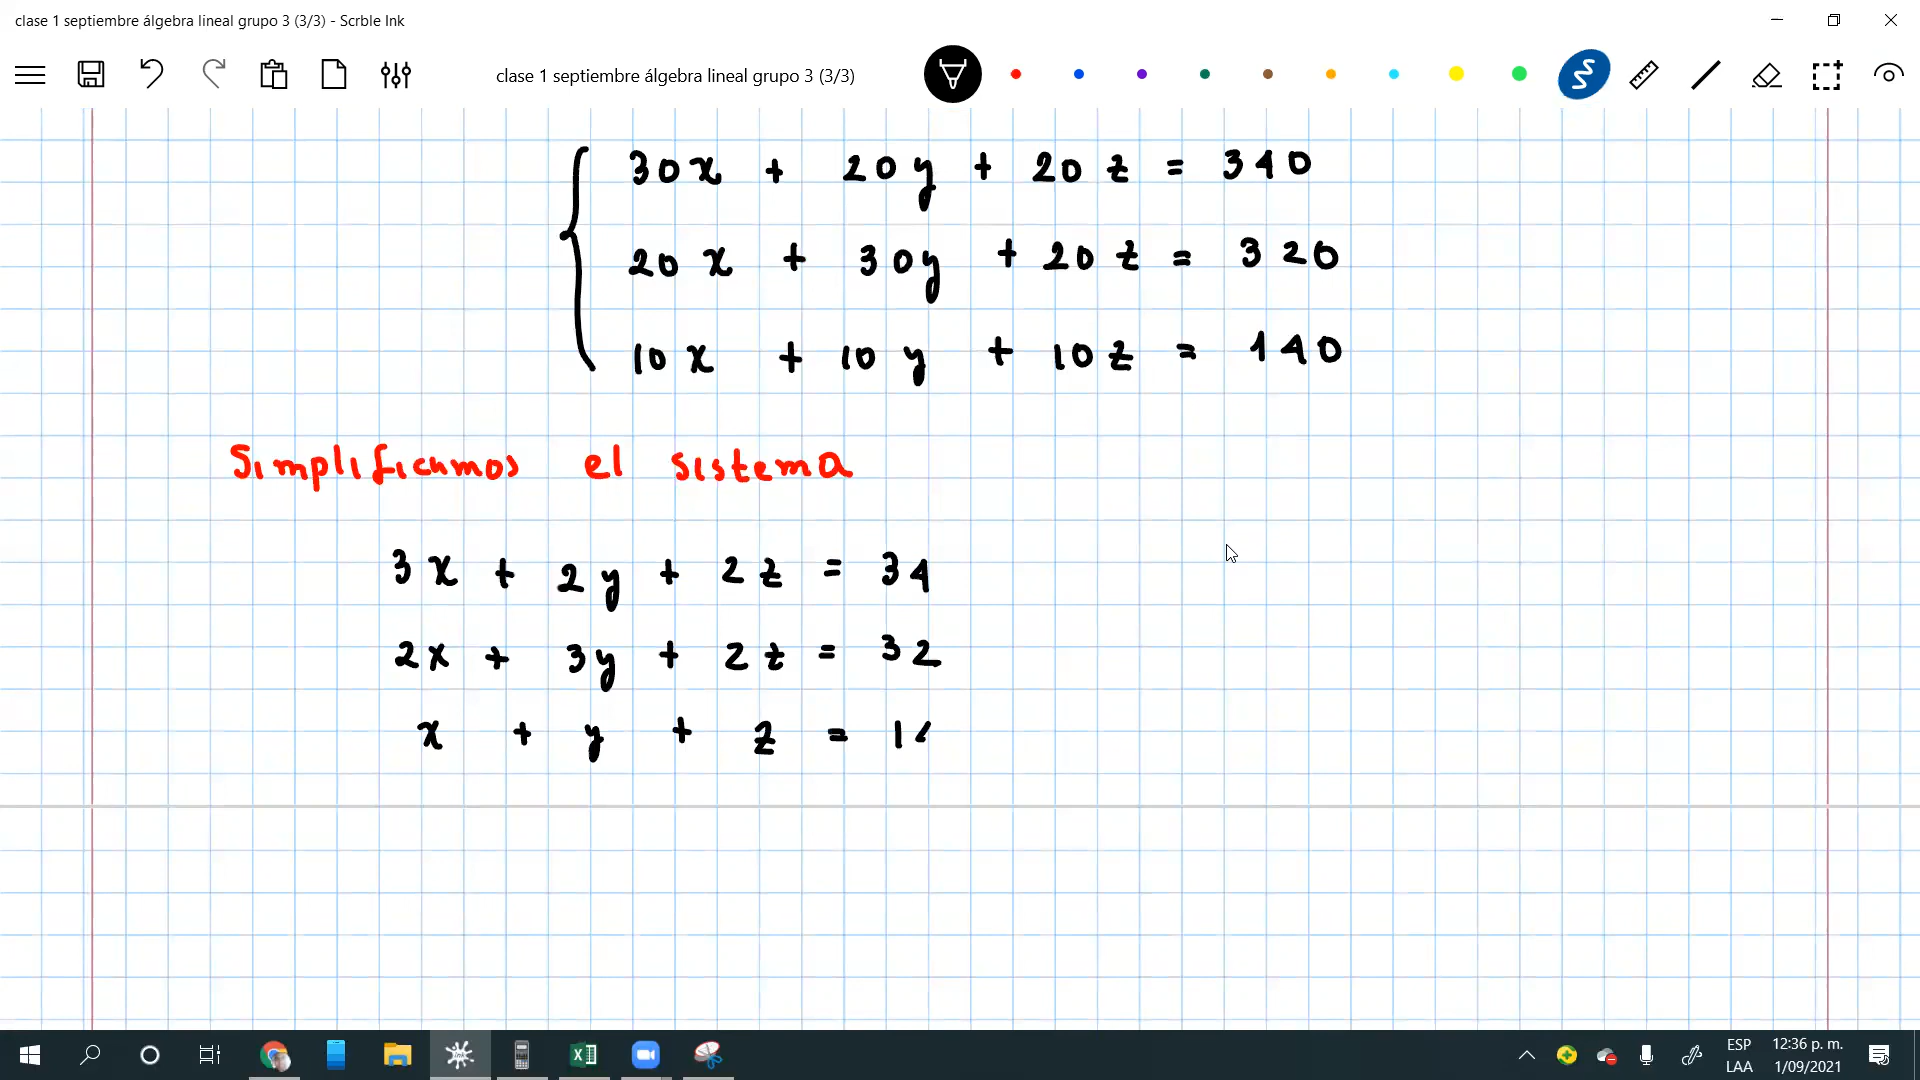 clase 1 septiembre álgebra lineal grupo 3 (3/3) - Scrble Ink
clase 1 septiembre álgebra lineal grupo 3 (3/3)
30x + 20y + 20z = 340
20x + 30y + 20z = 320
10x + 10y + 10z = 140
Simplificamos el sistema
3x + 2y + 2z = 34
2x + 3y + 2z = 32
x + y + z = 1
ESP 12:36 p. m.
LAA 1/09/2021